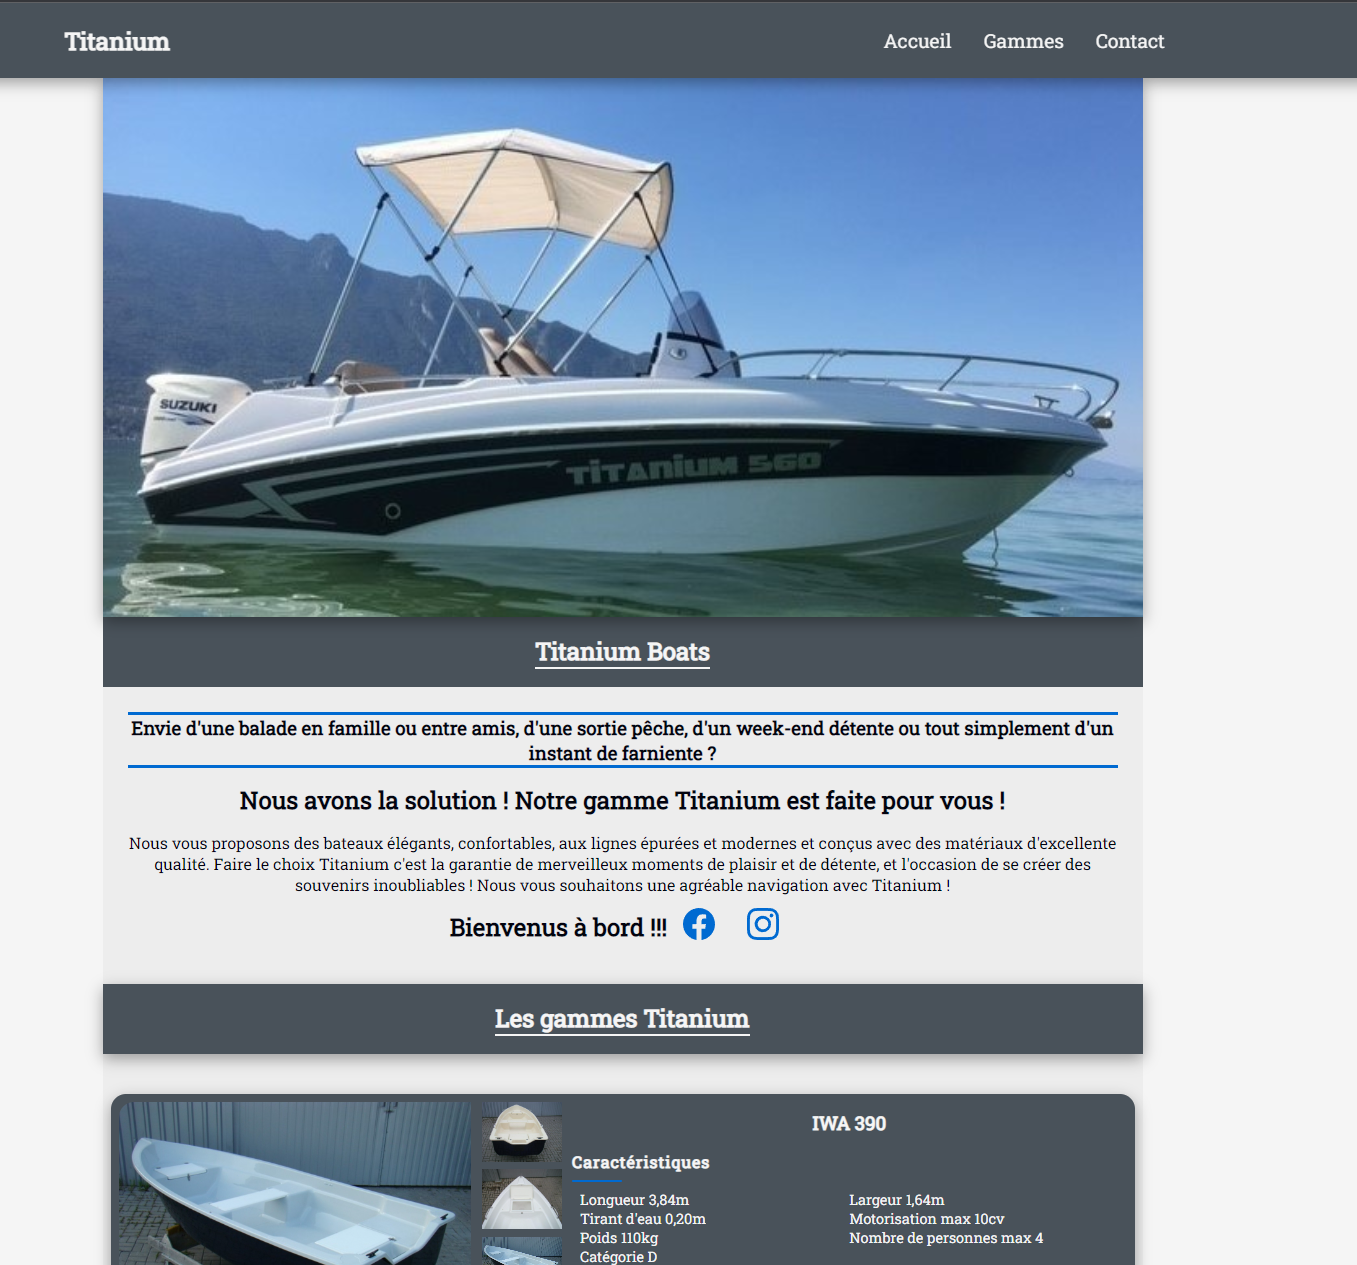 Titanium
Accueil Gammes Contact
SUZUKI
TITANIUM 560
Titanium Boats
Envie d'une balade en famille ou entre amis, d'une sortie pêche, d'un week-end détente ou tout simplement d'un
instant de farniente ?
Nous avons la solution ! Notre gamme Titanium est faite pour vous !
Nous vous proposons des bateaux élégants, confortables, aux lignes épurées et modernes et conçus avec des matériaux d'excellente
qualité. Faire le choix Titanium c'est la garantie de merveilleux moments de plaisir et de détente, et l'occasion de se créer des
souvenirs inoubliables ! Nous vous souhaitons une agréable navigation avec Titanium !
Bienvenus à bord !!!
Les gammes Titanium
IWA 390
Caractéristiques
Longueur 3,84m
Tirant d'eau 0,20m
Poids 110kg
Catégorie D
Largeur 1,64m
Motorisation max 10cv
Nombre de personnes max 4